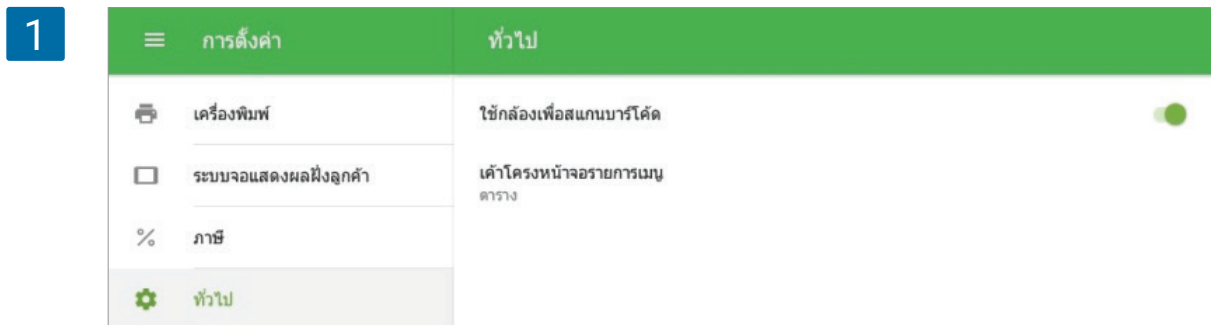 1
การตั้งค่า
ทั่วไป
เครื่องพิมพ์
ใช้กล้องเพื่อสแกนบาร์โค้ด
ระบบจอแสดงผลฝั่งลูกค้า
เค้าโครงหน้าจอรายการเมนู
ตาราง
ภาษี
ทั่วไป